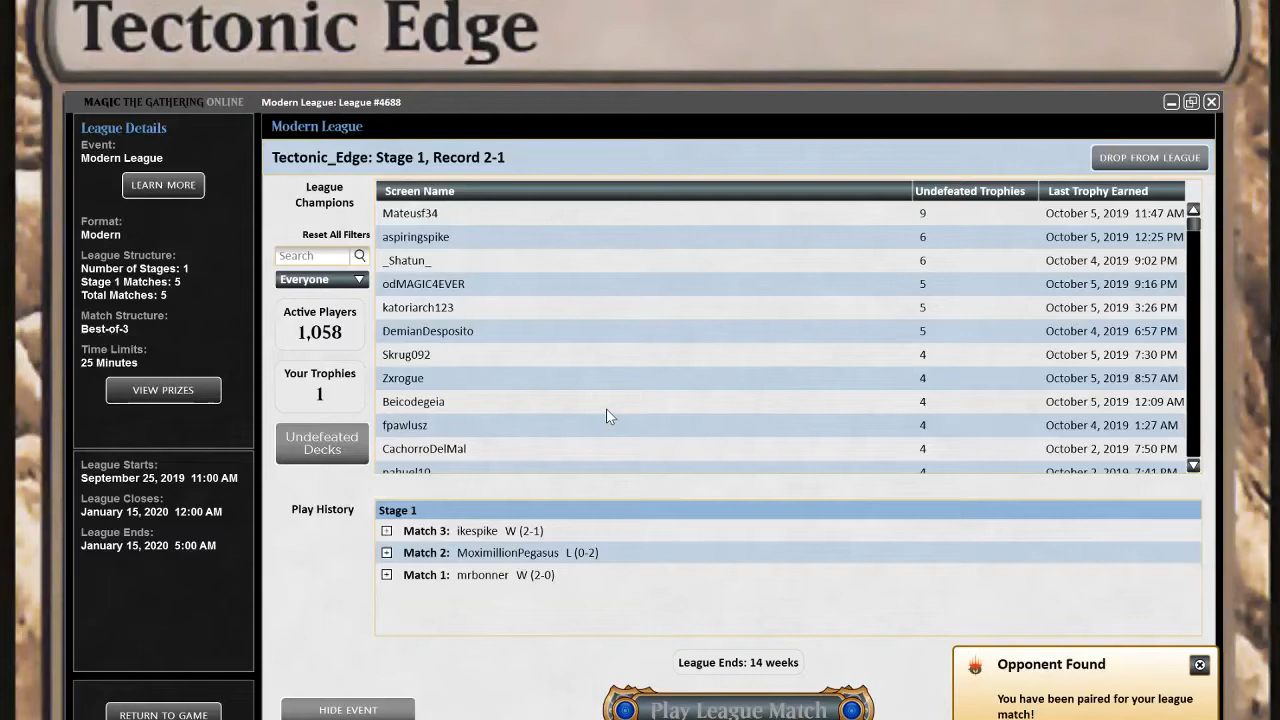 Tectonic Edge
MAGIC THE GATHERING ONLINE Modern League: League #4688
League Details
Event:
Modern League
LEARN MORE
Format:
Modern
League Structure:
Number of Stages: 1
Stage 1 Matches: 5
Total Matches: 5
Match Structure:
Best-of-3
Time Limits:
25 Minutes
VIEW PRIZES
League Starts:
September 25, 2019 11:00 AM
League Closes:
January 15, 2020 12:00 AM
League Ends:
January 15, 2020 5:00 AM
RETURN TO GAME
Modern League
Tectonic_Edge: Stage 1, Record 2-1
DROP FROM LEAGUE
League
Champions
Reset All Filters
Search
Everyone
Active Players
1,058
Your Trophies
1
Undefeated
Decks
Screen Name Undefeated Trophies Last Trophy Earned
Mateusf34 9 October 5, 2019 11:47 AM
aspiringspike 6 October 5, 2019 12:25 PM
_Shatun_ 6 October 4, 2019 9:02 PM
odMAGIC4EVER 5 October 5, 2019 9:16 PM
katoriarch123 5 October 5, 2019 3:26 PM
DemianDesposito 5 October 4, 2019 6:57 PM
Skrug092 4 October 5, 2019 7:30 PM
Zxrogue 4 October 5, 2019 8:57 AM
Beicodegeia 4 October 5, 2019 12:09 AM
fpawlusz 4 October 4, 2019 1:27 AM
CachorroDelMal 4 October 2, 2019 7:50 PM
nahuel10 4 October 2, 2019 7:41 PM
Play History
Stage 1
Match 3: ikespike W (2-1)
Match 2: MoximillionPegasus L (0-2)
Match 1: mrbonner W (2-0)
League Ends: 14 weeks
HIDE EVENT
Play League Match
Opponent Found
You have been paired for your league
match!